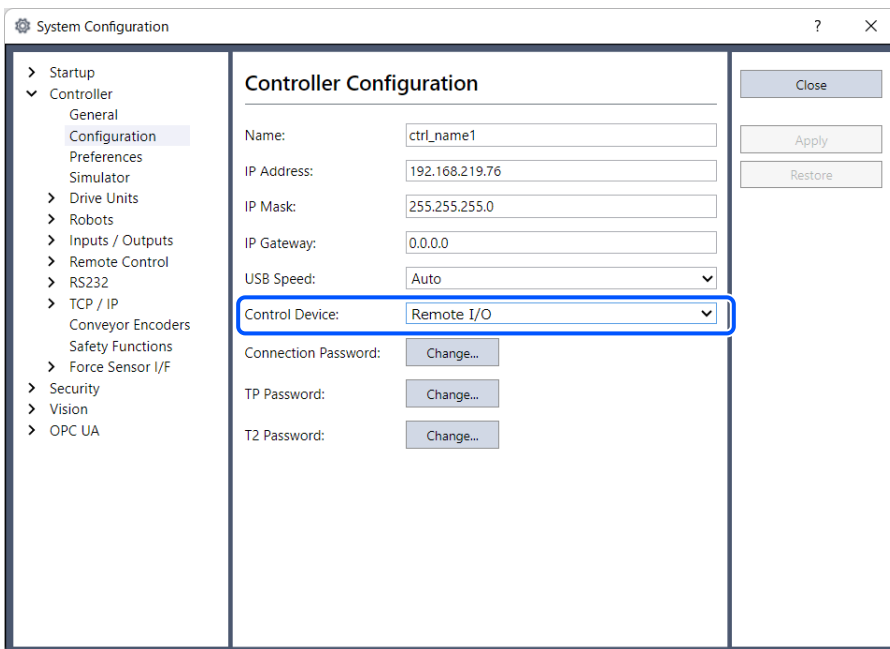 System Configuration
?
Startup
Controller
General
Configuration
Preferences
Simulator
Drive Units
Robots
Inputs / Outputs
Remote Control
RS232
TCP / IP
Conveyor Encoders
Safety Functions
Force Sensor I/F
Security
Vision
OPC UA
Controller Configuration
Name: ctrl_name1
IP Address: 192.168.219.76
IP Mask: 255.255.255.0
IP Gateway: 0.0.0.0
USB Speed: Auto
Control Device: Remote I/O
Connection Password: Change...
TP Password: Change...
T2 Password: Change...
Close
Apply
Restore